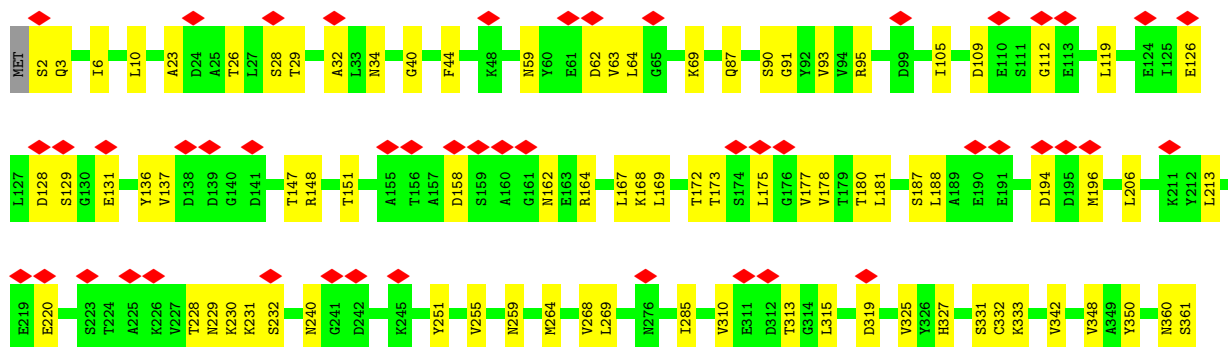 MET S2 Q3 I6 L10 A23 D24 A25 T26 L27 S28 T29 A32 L33 N34 G40 F44 K48 N59 Y60 E61 D62 V63 L64 G65 K69 Q87 S90 G91 Y92 V93 V94 R95 D99 I105 D109 E110 S111 G112 E113 L119 E124 I125 E126
L127 D128 S129 G130 E131 Y136 V137 D138 D139 G140 D141 T147 R148 T151 A155 T156 A157 D158 S159 A160 G161 N162 E163 R164 L167 K168 L169 T172 T173 S174 L175 G176 V177 V178 T179 T180 L181 S187 L188 A189 E190 E191 D194 D195 M196 L206 K211 Y212 L213
E219 E220 S223 T224 A225 K226 V227 T228 N229 K230 K231 S232 N240 G241 D242 K245 Y251 V255 N259 M264 V268 L269 N276 I285 V310 E311 D312 T313 G314 L315 D319 V325 Y326 H327 S331 C332 K333 V342 V348 A349 Y350 N360 S361